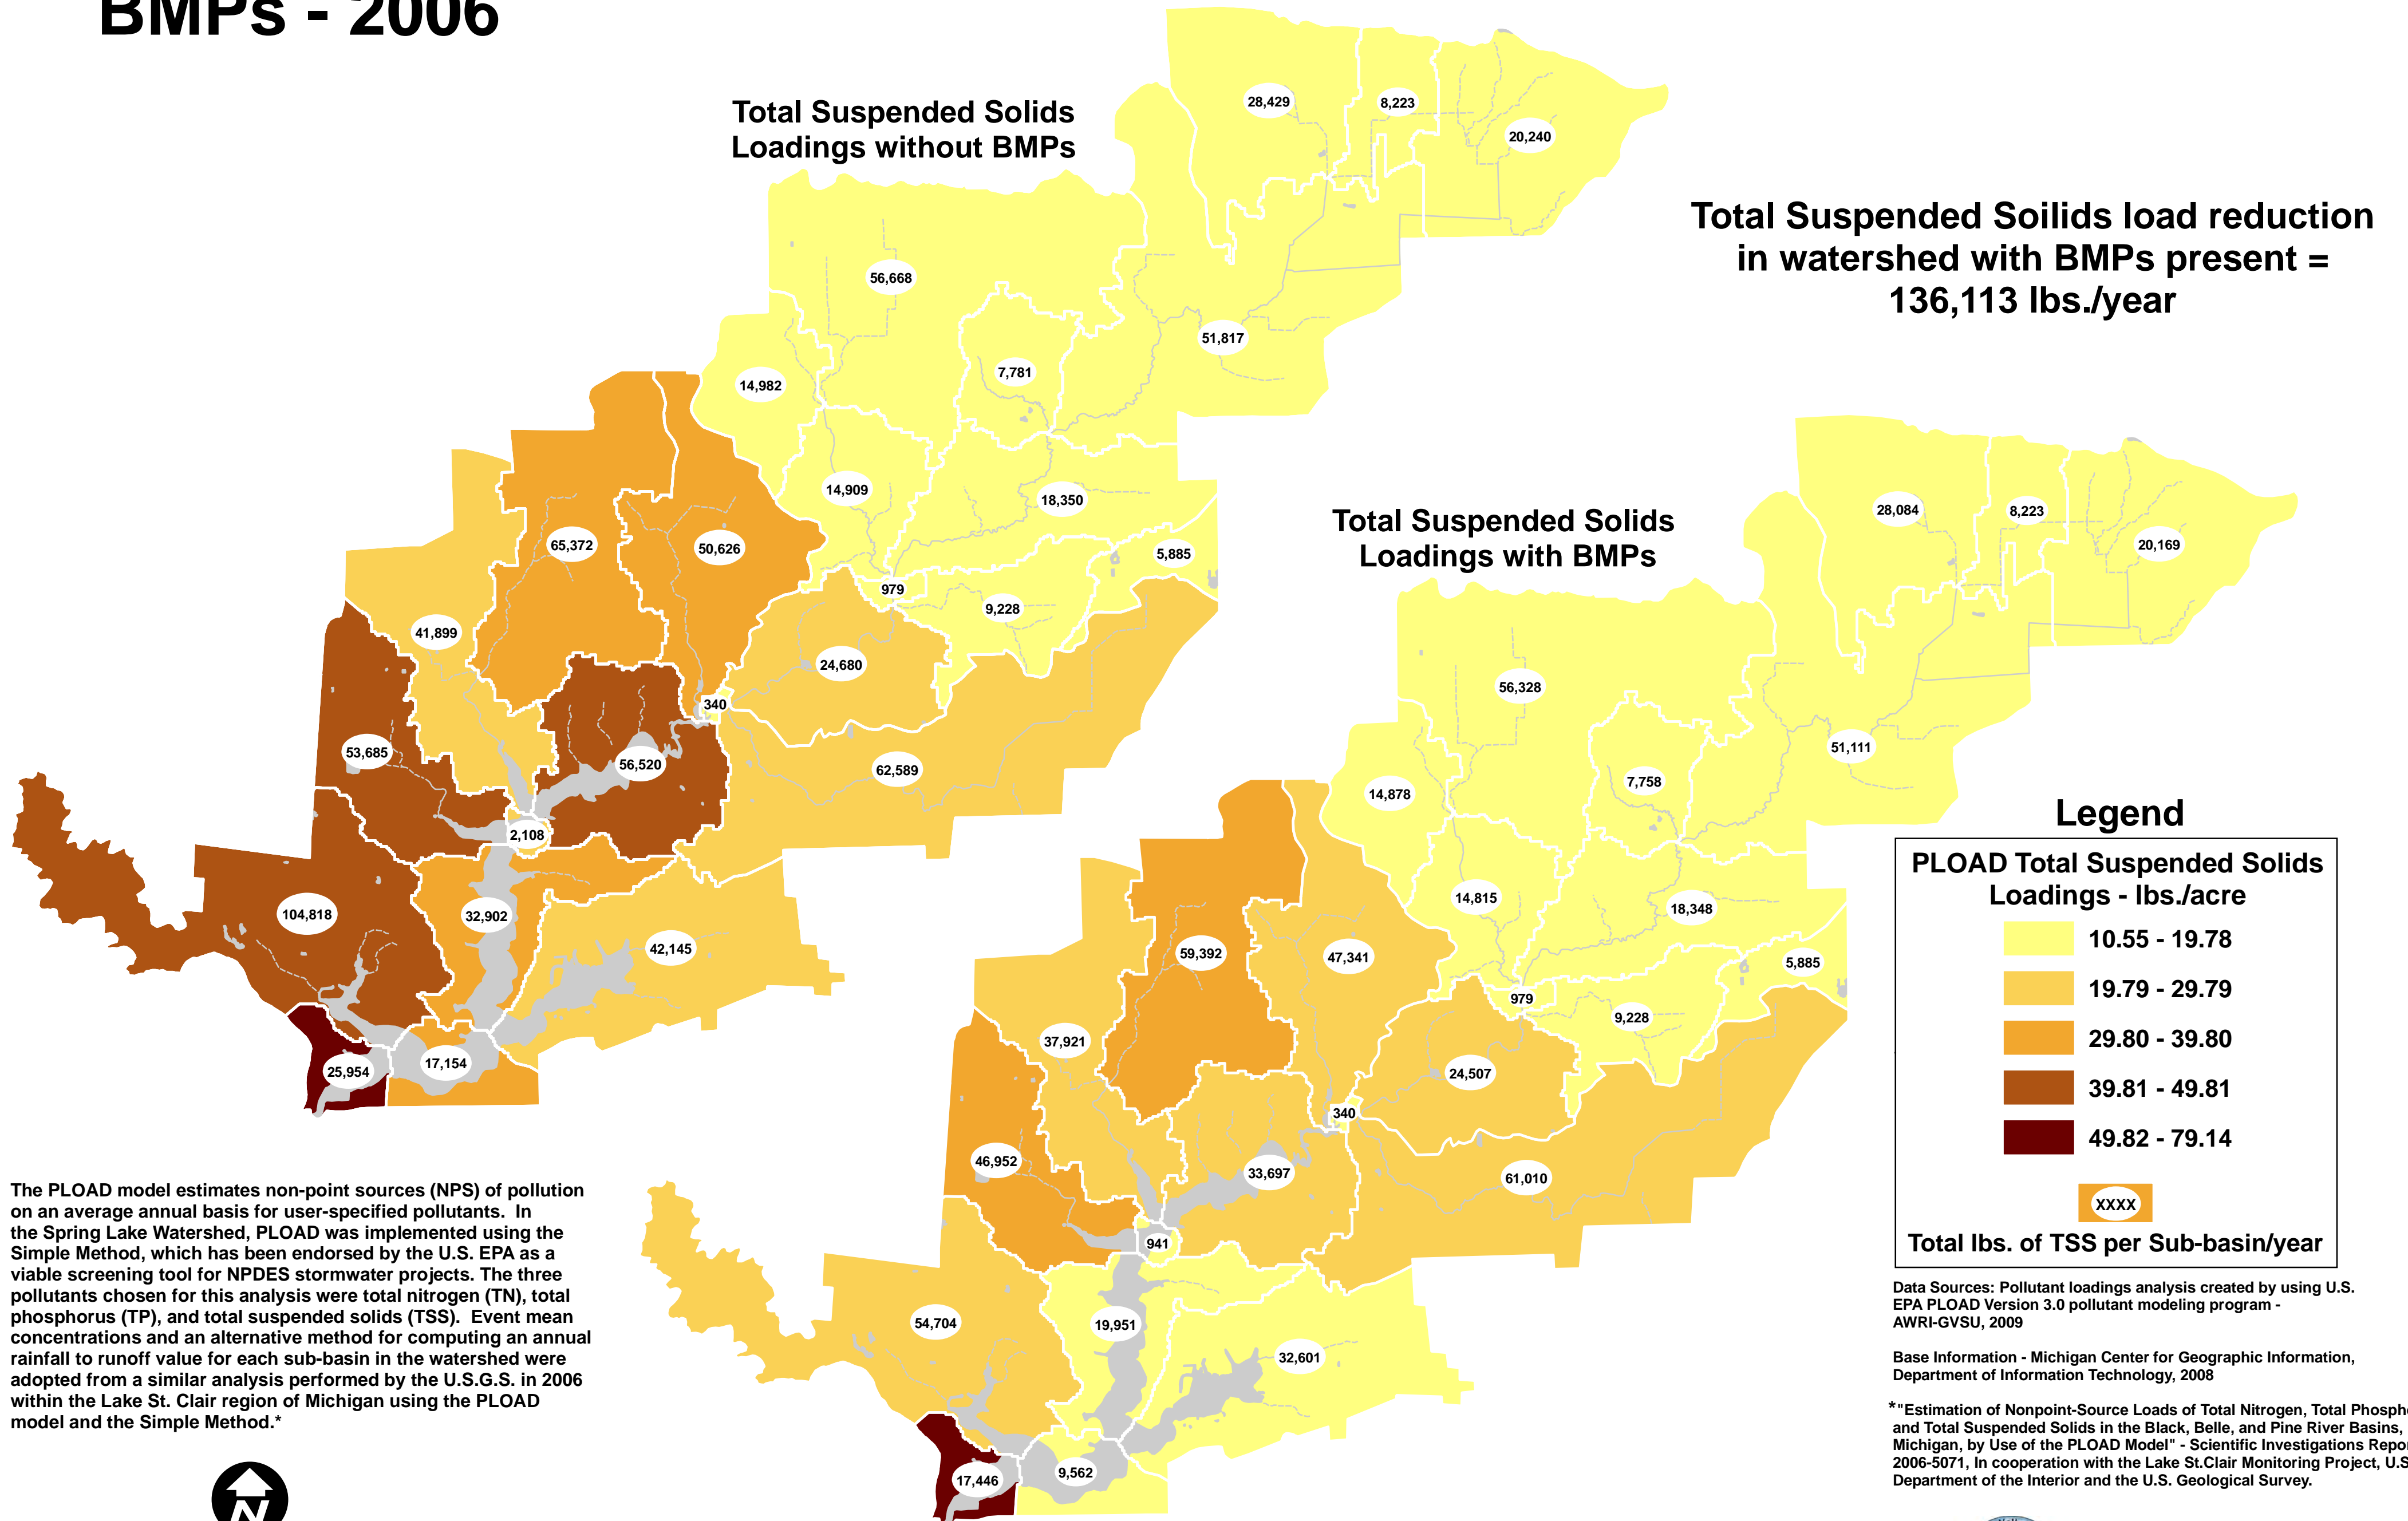 BMPs - 2006
Total Suspended Solids
Loadings without BMPs
28,429
8,223
20,240
56,668
51,817
14,982
7,781
14,909
18,350
65,372
50,626
5,885
979
9,228
41,899
24,680
340
53,685
56,520
62,589
2,108
104,818
32,902
42,145
25,954
17,154
Total Suspended Soilids load reduction
in watershed with BMPs present =
136,113 lbs./year
Total Suspended Solids
Loadings with BMPs
28,084
8,223
20,169
56,328
51,111
14,878
7,758
14,815
18,348
59,392
47,341
5,885
979
9,228
37,921
24,507
340
46,952
33,697
61,010
941
54,704
19,951
32,601
17,446
9,562
Legend
PLOAD Total Suspended Solids
Loadings - lbs./acre
10.55 - 19.78
19.79 - 29.79
29.80 - 39.80
39.81 - 49.81
49.82 - 79.14
XXXX
Total lbs. of TSS per Sub-basin/year
The PLOAD model estimates non-point sources (NPS) of pollution
on an average annual basis for user-specified pollutants. In
the Spring Lake Watershed, PLOAD was implemented using the
Simple Method, which has been endorsed by the U.S. EPA as a
viable screening tool for NPDES stormwater projects. The three
pollutants chosen for this analysis were total nitrogen (TN), total
phosphorus (TP), and total suspended solids (TSS). Event mean
concentrations and an alternative method for computing an annual
rainfall to runoff value for each sub-basin in the watershed were
adopted from a similar analysis performed by the U.S.G.S. in 2006
within the Lake St. Clair region of Michigan using the PLOAD
model and the Simple Method.*
N
Data Sources: Pollutant loadings analysis created by using U.S.
EPA PLOAD Version 3.0 pollutant modeling program -
AWRI-GVSU, 2009
Base Information - Michigan Center for Geographic Information,
Department of Information Technology, 2008
*"Estimation of Nonpoint-Source Loads of Total Nitrogen, Total Phosph
and Total Suspended Solids in the Black, Belle, and Pine River Basins,
Michigan, by Use of the PLOAD Model" - Scientific Investigations Repo
2006-5071, In cooperation with the Lake St.Clair Monitoring Project, U.S
Department of the Interior and the U.S. Geological Survey.